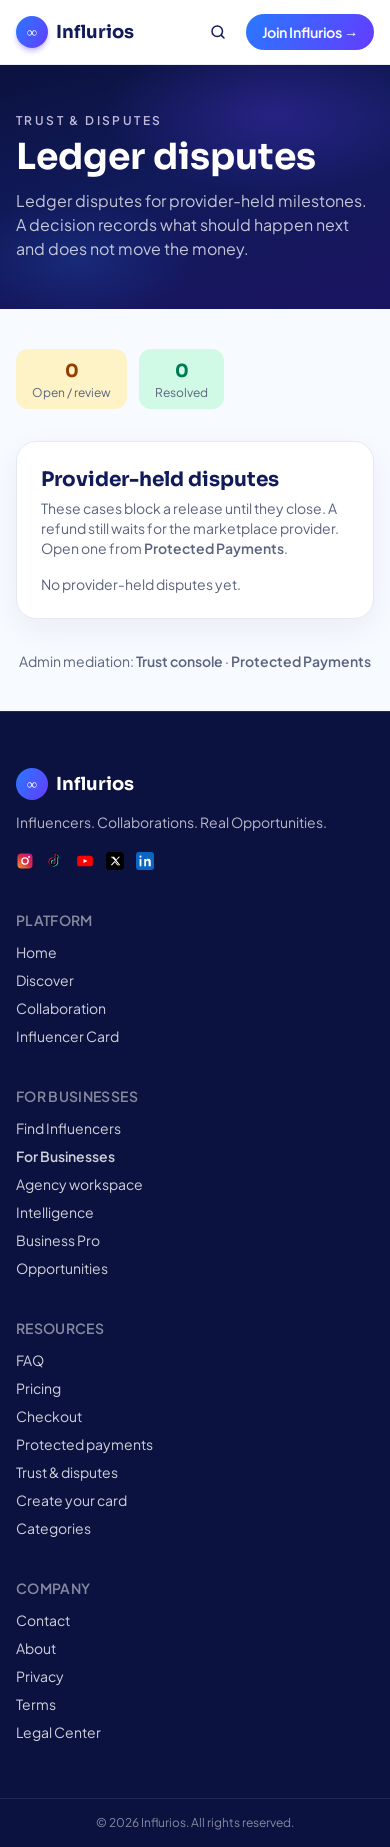 ∞ Influrios
Join Influrios →
TRUST & DISPUTES
Ledger disputes
Ledger disputes for provider-held milestones.
A decision records what should happen next
and does not move the money.
0
Open / review
0
Resolved
Provider-held disputes
These cases block a release until they close. A
refund still waits for the marketplace provider.
Open one from Protected Payments.
No provider-held disputes yet.
Admin mediation: Trust console · Protected Payments
∞ Influrios
Influencers. Collaborations. Real Opportunities.
PLATFORM
Home
Discover
Collaboration
Influencer Card
FOR BUSINESSES
Find Influencers
For Businesses
Agency workspace
Intelligence
Business Pro
Opportunities
RESOURCES
FAQ
Pricing
Checkout
Protected payments
Trust & disputes
Create your card
Categories
COMPANY
Contact
About
Privacy
Terms
Legal Center
© 2026 Influrios. All rights reserved.